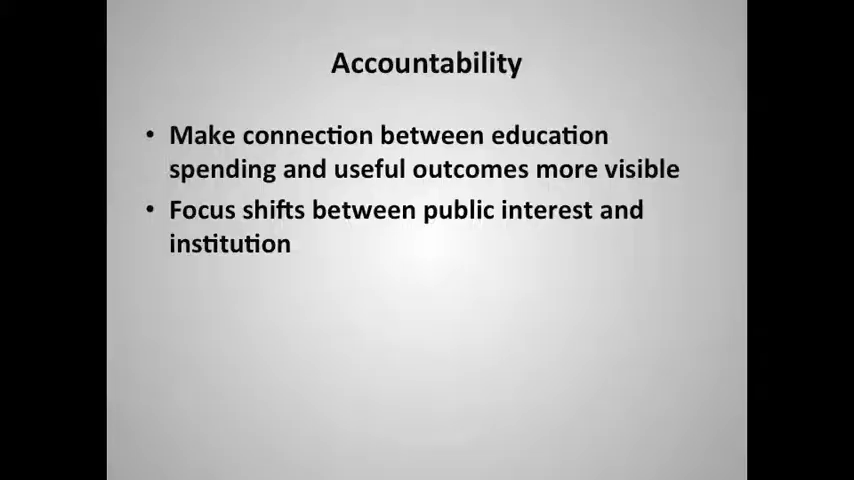 Accountability
• Make connection between education
spending and useful outcomes more visible
• Focus shifts between public interest and
institution